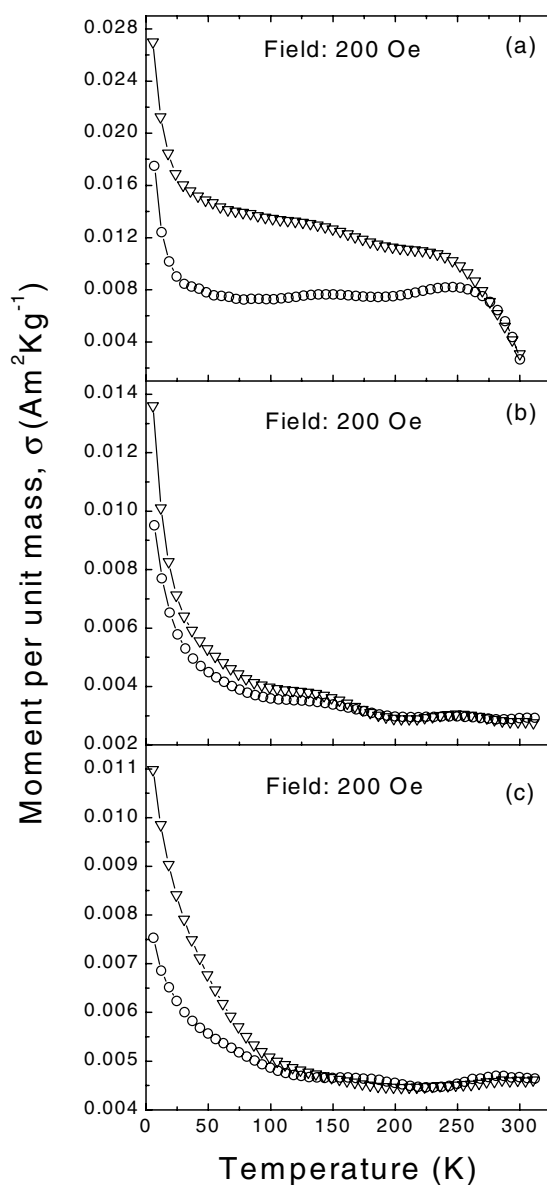 Field: 200 Oe
(a)
0.028
0.024
0.020
0.016
0.012
0.008
0.004
Field: 200 Oe
(b)
0.014
0.010
0.008
0.006
0.004
0.002
Field: 200 Oe
(c)
0.011
0.010
0.009
0.008
0.007
0.006
0.005
0.004
0 50 100 150 200 250 300
Moment per unit mass, σ (Am²Kg⁻¹)
Temperature (K)